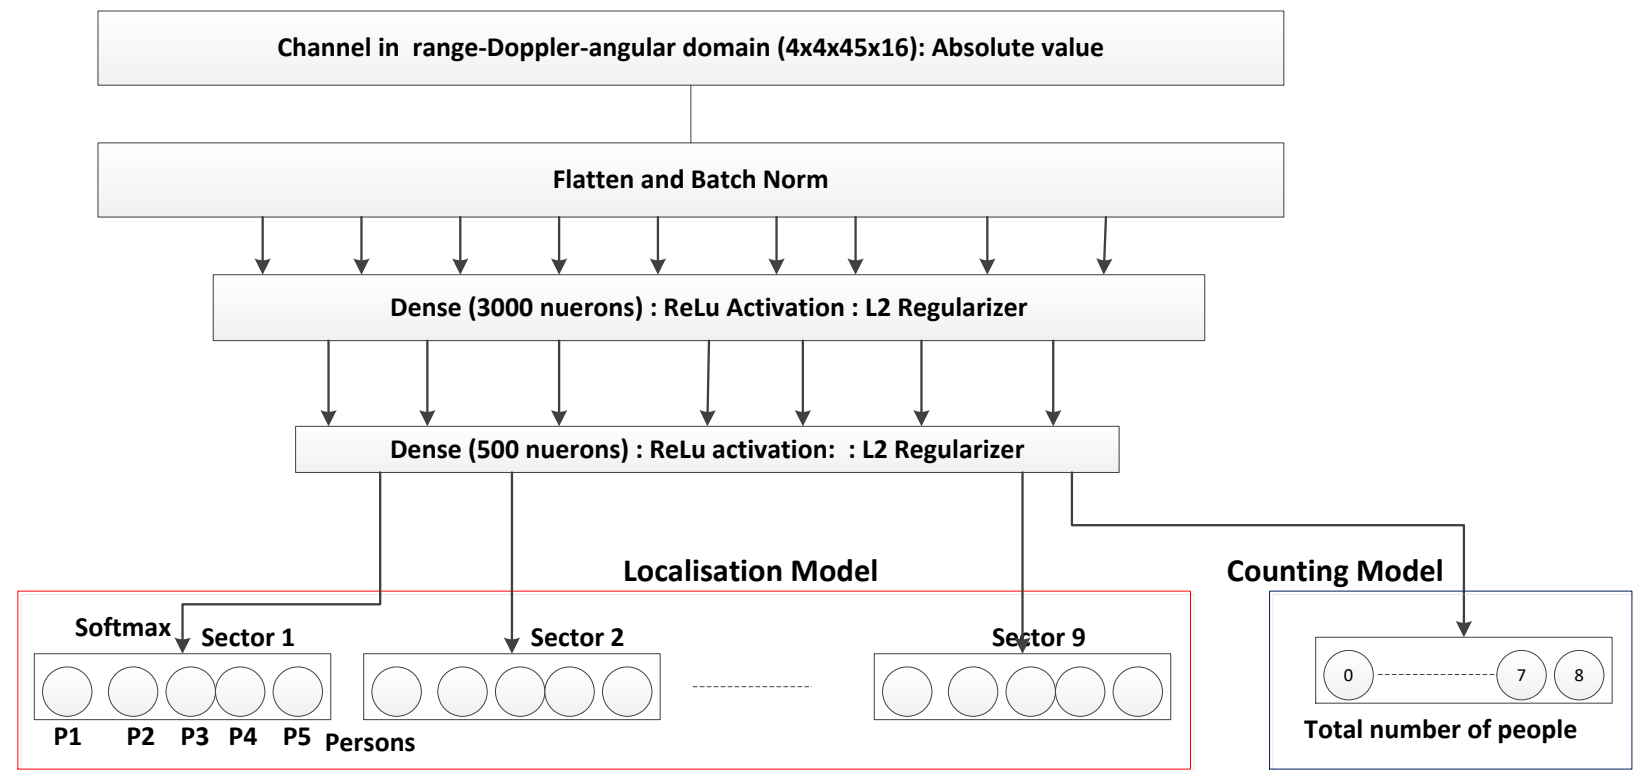 Channel in range-Doppler-angular domain (4x4x45x16): Absolute value
Flatten and Batch Norm
Dense (3000 nuerons) : ReLu Activation : L2 Regularizer
Dense (500 nuerons) : ReLu activation: : L2 Regularizer
Localisation Model
Counting Model
Softmax
Sector 1
Sector 2
Sector 9
0
7
8
P1 P2 P3 P4 P5 Persons
Total number of people